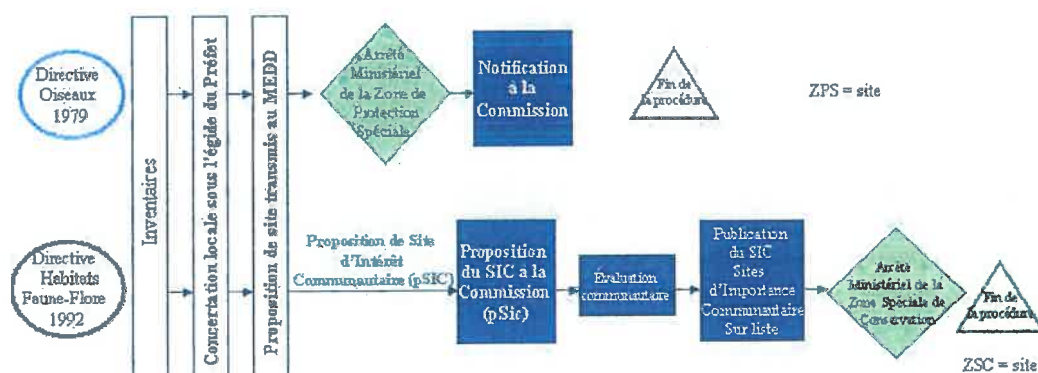 Directive
Oiseaux
1979
Inventaires
Concertation locale sous l'égide du Préfet
Proposition de site transmis au MEDD
Arrêté
Ministériel
de la Zone de
Protection
Spéciale
Notification
à la
Commission
Fin de
la procédure
ZPS = site
Directive
Habitats
Faune-Flore
1992
Proposition de Site
d'Intérêt
Communautaire (pSIC)
Proposition
du SIC à la
Commission
(pSic)
Évaluation
communautaire
Publication
du SIC
Sites
d'Importance
Communautaire
Sur liste
Arrêté
Ministériel de la
Zone Spéciale de
Conservation
Fin de
la procédure
ZSC = site